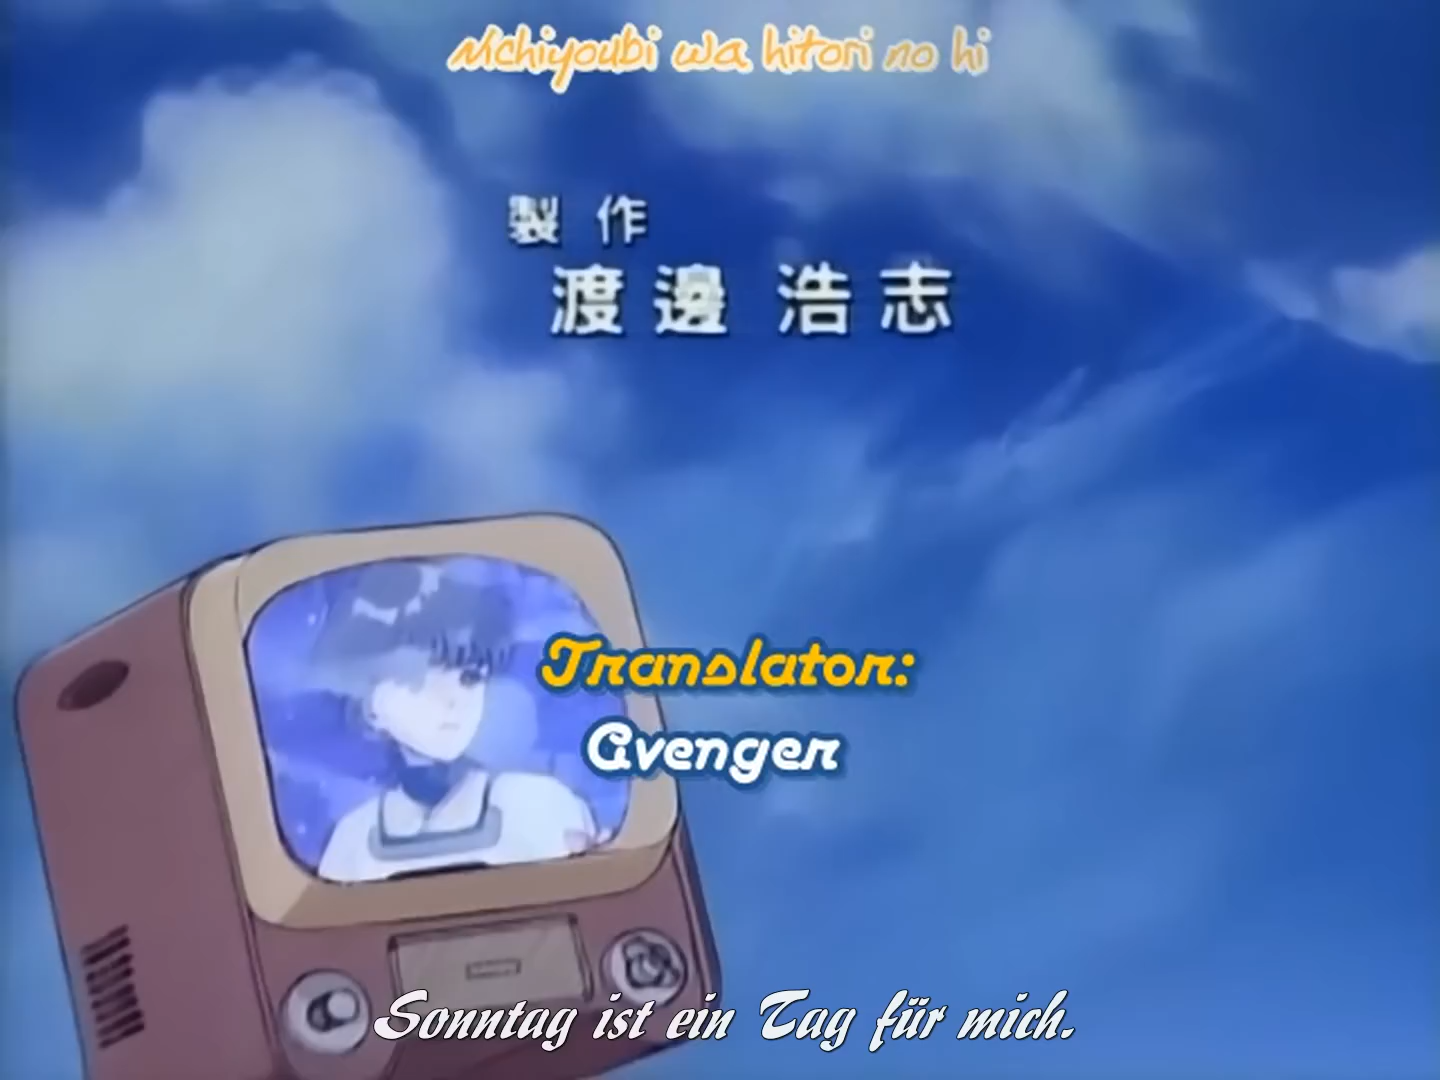 Nichiyoubi wa hitori no hi
製作
渡邊 浩志
Translator:
Avenger
Sonntag ist ein Tag für mich.